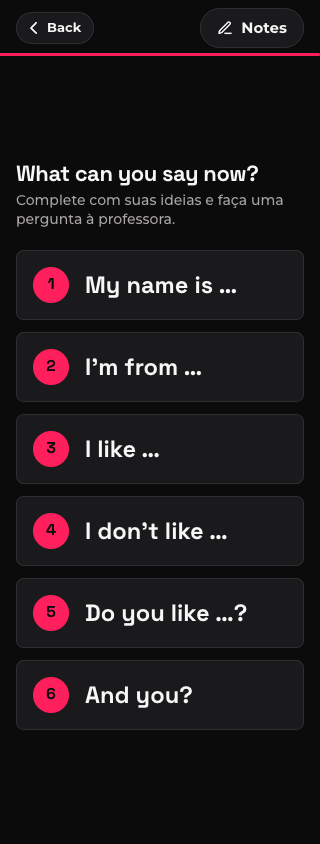 Back
Notes
What can you say now?
Complete com suas ideias e faça uma
pergunta à professora.
1 My name is ...
2 I'm from ...
3 I like ...
4 I don't like ...
5 Do you like ...?
6 And you?